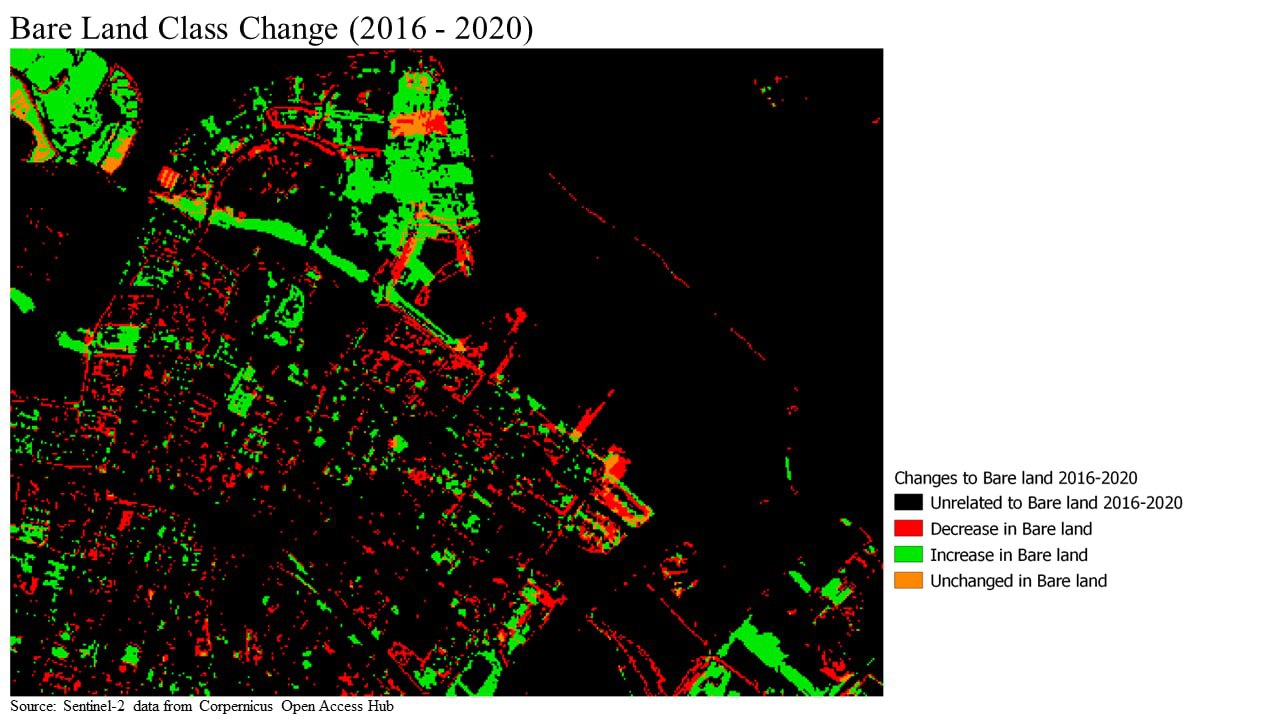 Bare Land Class Change (2016 - 2020)
Changes to Bare land 2016-2020
Unrelated to Bare land 2016-2020
Decrease in Bare land
Increase in Bare land
Unchanged in Bare land
Source: Sentinel-2 data from Corpernicus Open Access Hub